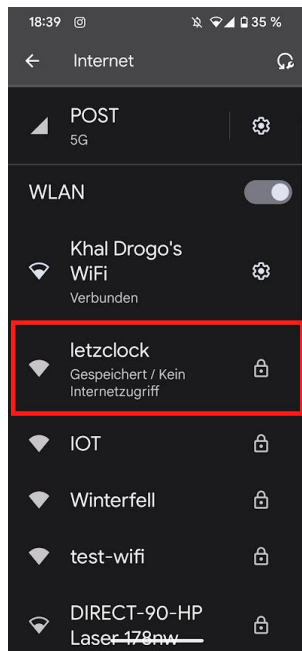 18:39 35 %
Internet
POST
5G
WLAN
Khal Drogo's
WiFi
Verbunden
letzclock
Gespeichert / Kein
Internetzugriff
IOT
Winterfell
test-wifi
DIRECT-90-HP
Laser 178nw